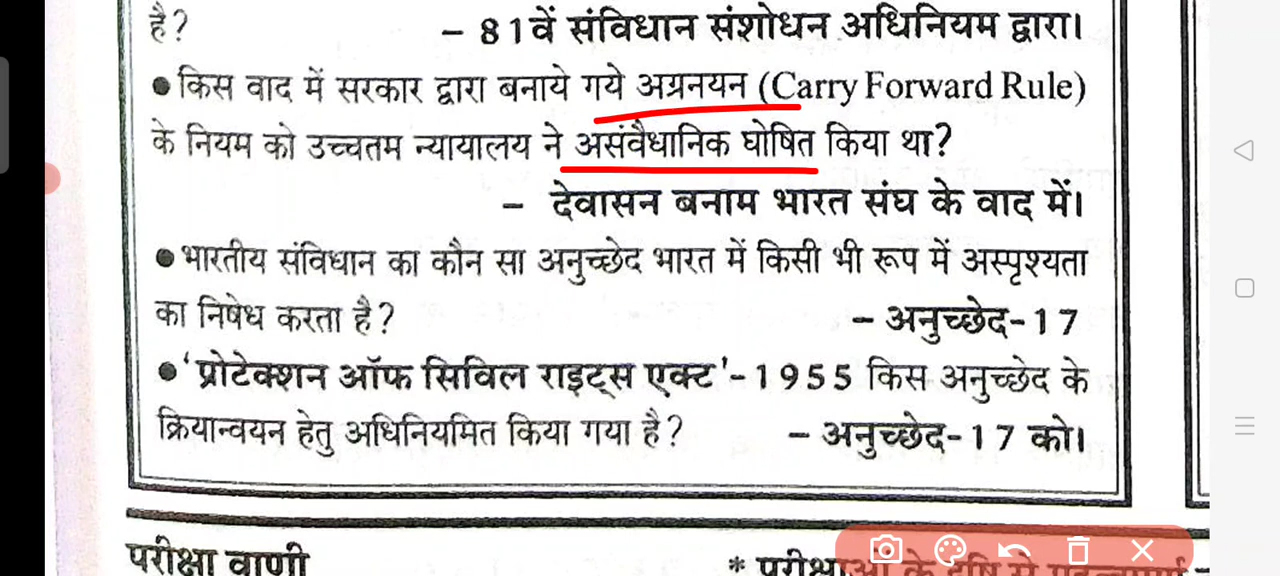 है?
– 81वें संविधान संशोधन अधिनियम द्वारा।
● किस वाद में सरकार द्वारा बनाये गये अग्रनयन (Carry Forward Rule)
के नियम को उच्चतम न्यायालय ने असंवैधानिक घोषित किया था?
– देवासन बनाम भारत संघ के वाद में।
● भारतीय संविधान का कौन सा अनुच्छेद भारत में किसी भी रूप में अस्पृश्यता
का निषेध करता है? – अनुच्छेद-17
● 'प्रोटेक्शन ऑफ सिविल राइट्स एक्ट'-1955 किस अनुच्छेद के
क्रियान्वयन हेतु अधिनियमित किया गया है? – अनुच्छेद-17 को।
परीक्षा वाणी
* परीक्षाओं के